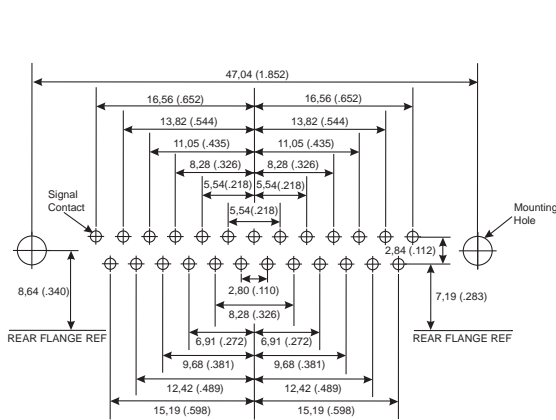 47,04 (1.852)
16,56 (.652) 16,56 (.652)
13,82 (.544) 13,82 (.544)
11,05 (.435) 11,05 (.435)
8,28 (.326) 8,28 (.326)
5,54(.218) 5,54(.218)
Signal
Contact
Mounting
Hole
5,54(.218)
2,84 (.112)
8,64 (.340)
2,80 (.110)
7,19 (.283)
8,28 (.326)
REAR FLANGE REF
REAR FLANGE REF
6,91 (.272) 6,91 (.272)
9,68 (.381) 9,68 (.381)
12,42 (.489) 12,42 (.489)
15,19 (.598) 15,19 (.598)